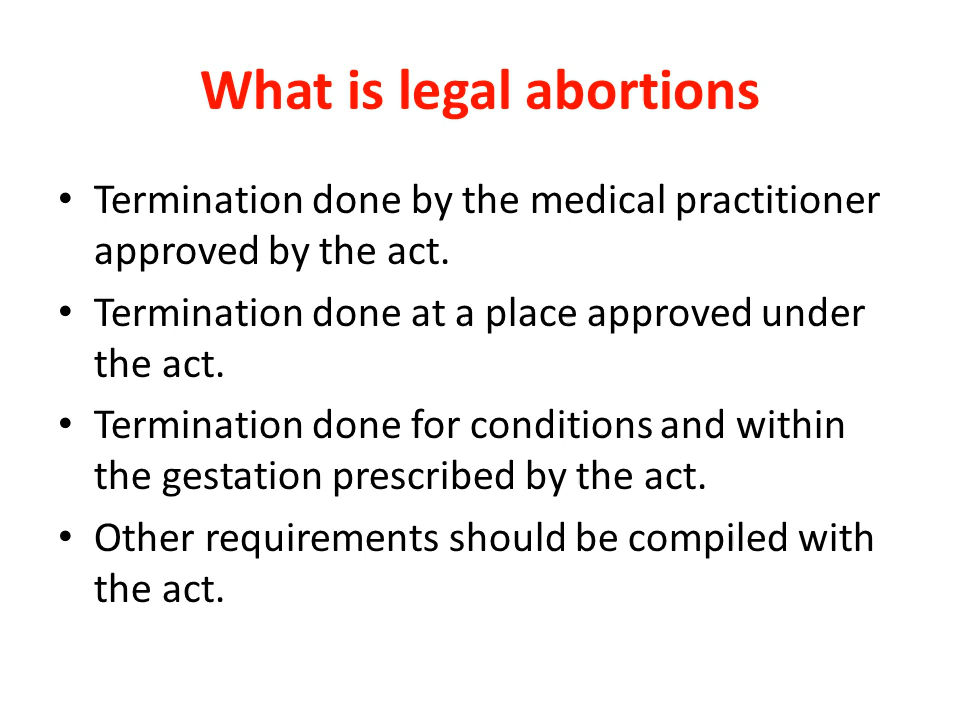 What is legal abortions
• Termination done by the medical practitioner
approved by the act.
• Termination done at a place approved under
the act.
• Termination done for conditions and within
the gestation prescribed by the act.
• Other requirements should be compiled with
the act.